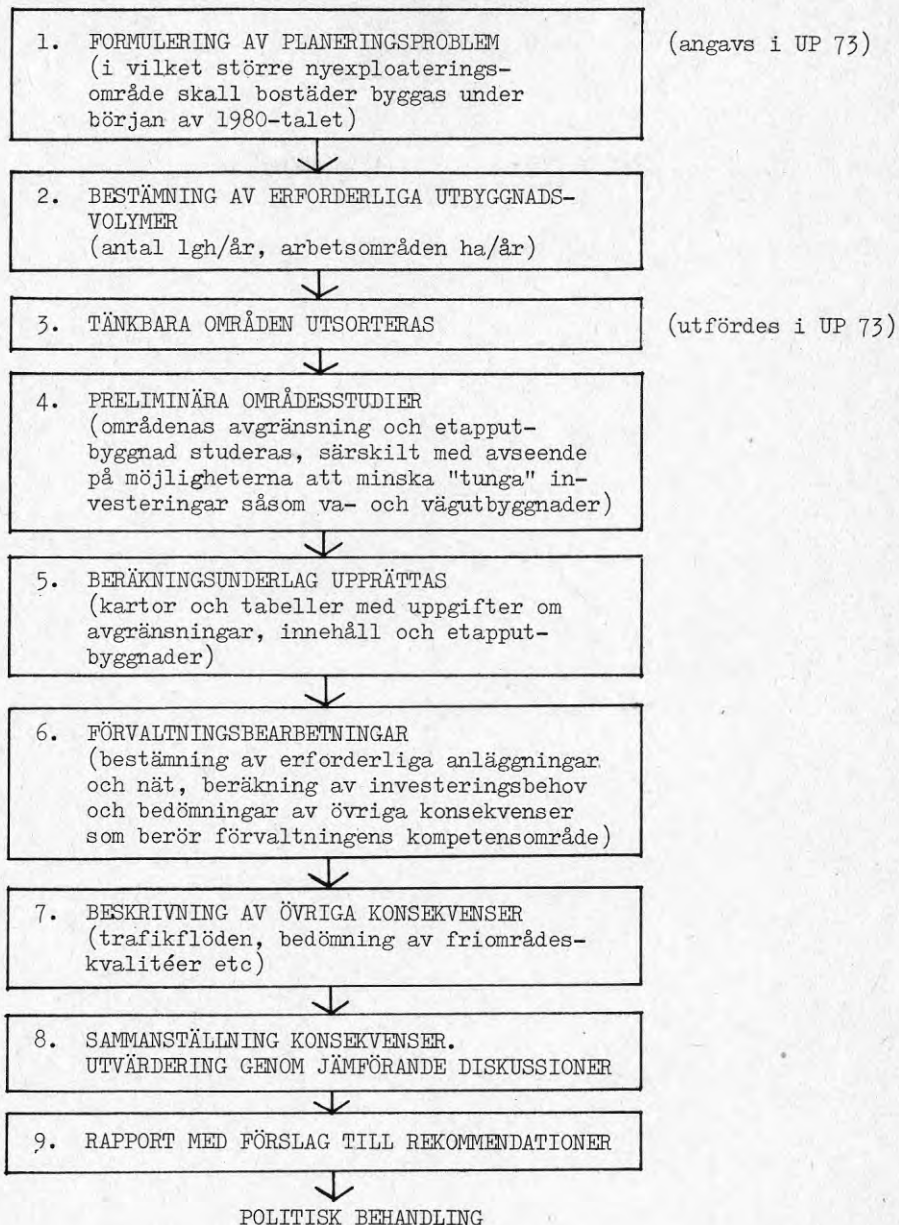 1. FORMULERING AV PLANERINGSPROBLEM (angavs i UP 73)
(i vilket större nyexploaterings-
område skall bostäder byggas under
början av 1980-talet)
2. BESTÄMNING AV ERFORDERLIGA UTBYGGNADS-
VOLYMER
(antal lgh/år, arbetsområden ha/år)
3. TÄNKBARA OMRÅDEN UTSORTERAS (utfördes i UP 73)
4. PRELIMINÄRA OMRÅDESSTUDIER
(områdenas avgränsning och etapput-
byggnad studeras, särskilt med avseende
på möjligheterna att minska "tunga" in-
vesteringar såsom va- och vägutbyggnader)
5. BERÄKNINGSUNDERLAG UPPRÄTTAS
(kartor och tabeller med uppgifter om
avgränsningar, innehåll och etapput-
byggnader)
6. FÖRVALTNINGSBEARBETNINGAR
(bestämning av erforderliga anläggningar
och nät, beräkning av investeringsbehov
och bedömningar av övriga konsekvenser
som berör förvaltningens kompetensområde)
7. BESKRIVNING AV ÖVRIGA KONSEKVENSER
(trafikflöden, bedömning av friområdes-
kvalitéer etc)
8. SAMMANSTÄLLNING KONSEKVENSER.
UTVÄRDERING GENOM JÄMFÖRANDE DISKUSSIONER
9. RAPPORT MED FÖRSLAG TILL REKOMMENDATIONER
POLITISK BEHANDLING